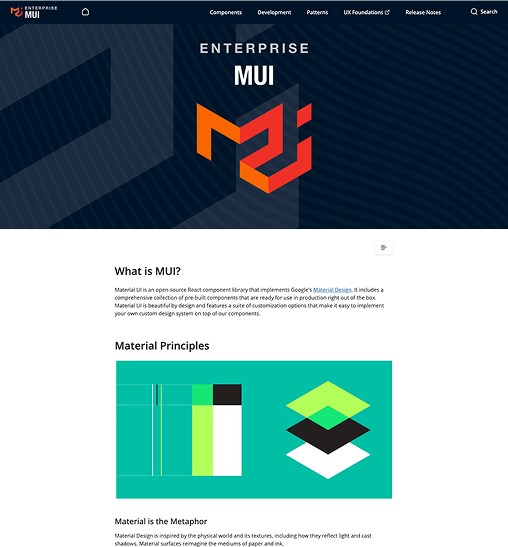 ENTERPRISE
MUI
Components Development Patterns UX Foundations Release Notes Search
ENTERPRISE
MUI
What is MUI?
Material UI is an open-source React component library that implements Google's Material Design. It includes a
comprehensive collection of pre-built components that are ready for use in production right out of the box.
Material UI is beautiful by design and features a suite of customization options that make it easy to implement
your own custom design system on top of our components.
Material Principles
Material is the Metaphor
Material Design is inspired by the physical world and its textures, including how they reflect light and cast
shadows. Material surfaces reimagine the mediums of paper and ink.